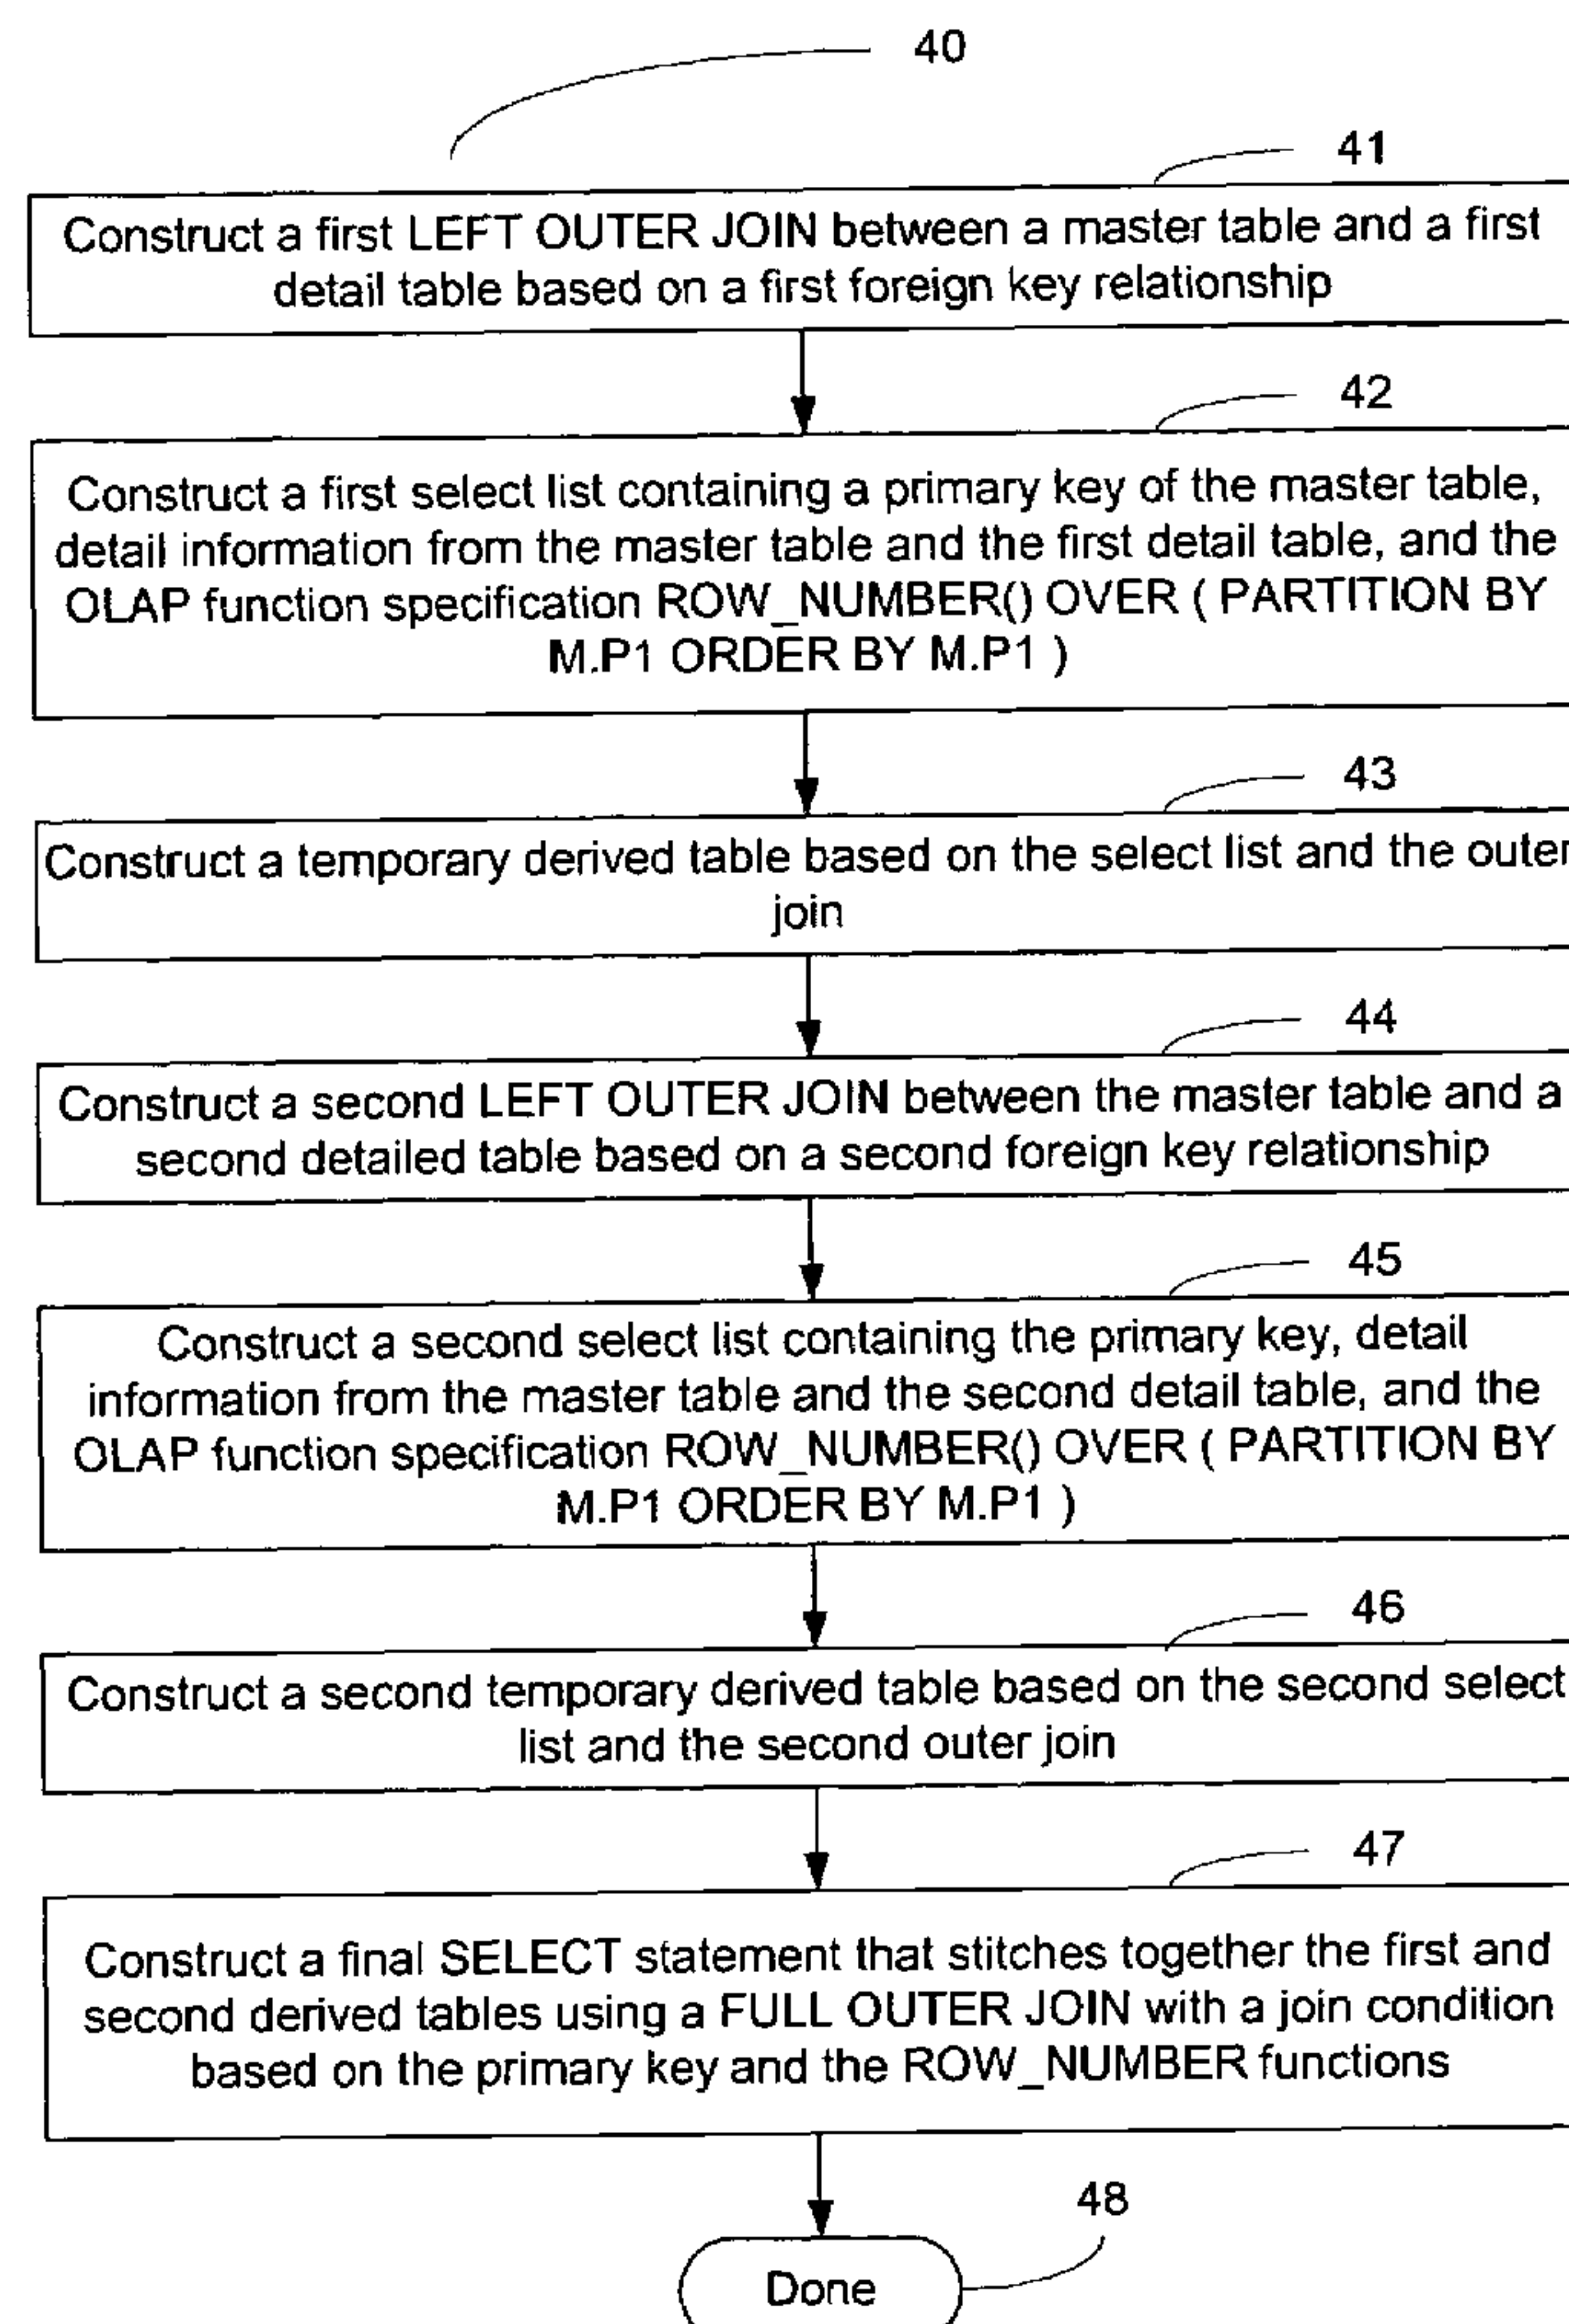 40
41
Construct a first LEFT OUTER JOIN between a master table and a first
detail table based on a first foreign key relationship
42
Construct a first select list containing a primary key of the master table,
detail information from the master table and the first detail table, and the
OLAP function specification ROW_NUMBER() OVER ( PARTITION BY
M.P1 ORDER BY M.P1 )
43
Construct a temporary derived table based on the select list and the outer
join
44
Construct a second LEFT OUTER JOIN between the master table and a
second detailed table based on a second foreign key relationship
45
Construct a second select list containing the primary key, detail
information from the master table and the second detail table, and the
OLAP function specification ROW_NUMBER() OVER ( PARTITION BY
M.P1 ORDER BY M.P1 )
46
Construct a second temporary derived table based on the second select
list and the second outer join
47
Construct a final SELECT statement that stitches together the first and
second derived tables using a FULL OUTER JOIN with a join condition
based on the primary key and the ROW_NUMBER functions
48
Done